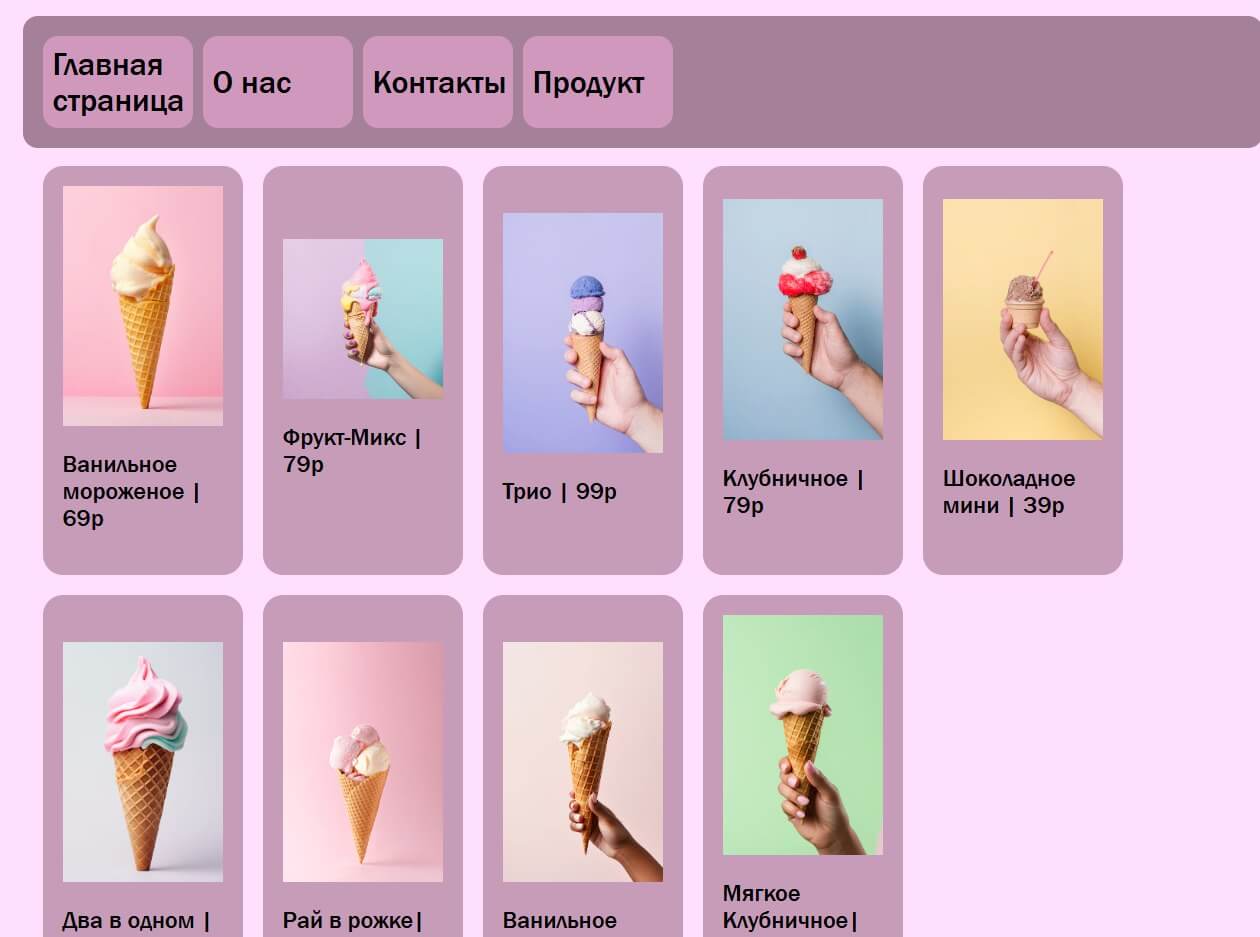 Главная
страница
О нас
Контакты
Продукт
Ванильное
мороженое |
69р
Фрукт-Микс |
79р
Трио | 99р
Клубничное |
79р
Шоколадное
мини | 39р
Два в одном |
Рай в рожке|
Ванильное
Мягкое
Клубничное|